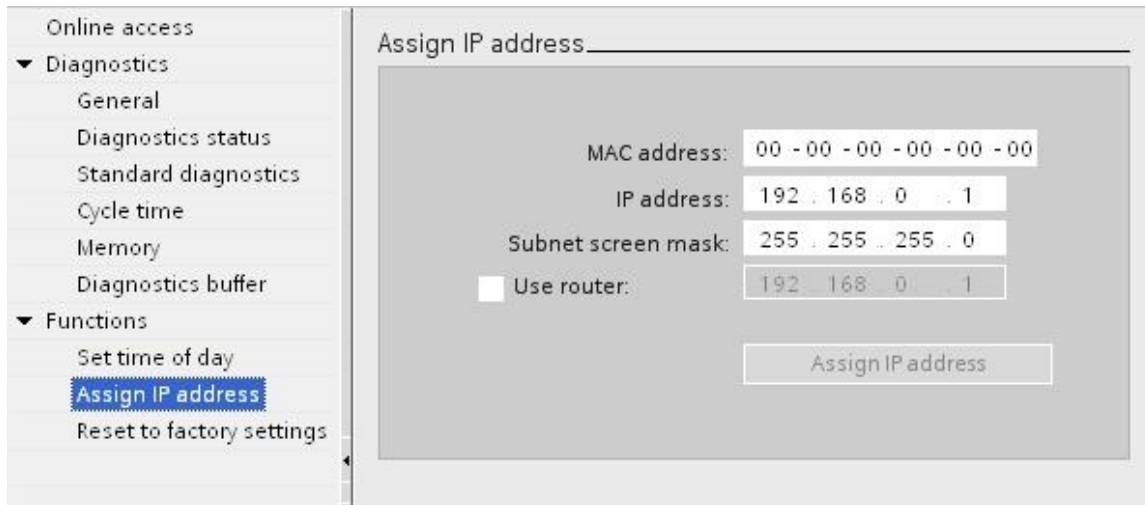 Online access
Diagnostics
General
Diagnostics status
Standard diagnostics
Cycle time
Memory
Diagnostics buffer
Functions
Set time of day
Assign IP address
Reset to factory settings
Assign IP address
MAC address: 00 - 00 - 00 - 00 - 00 - 00
IP address: 192 . 168 . 0 . 1
Subnet screen mask: 255 . 255 . 255 . 0
Use router: 192 . 168 . 0 . 1
Assign IP address